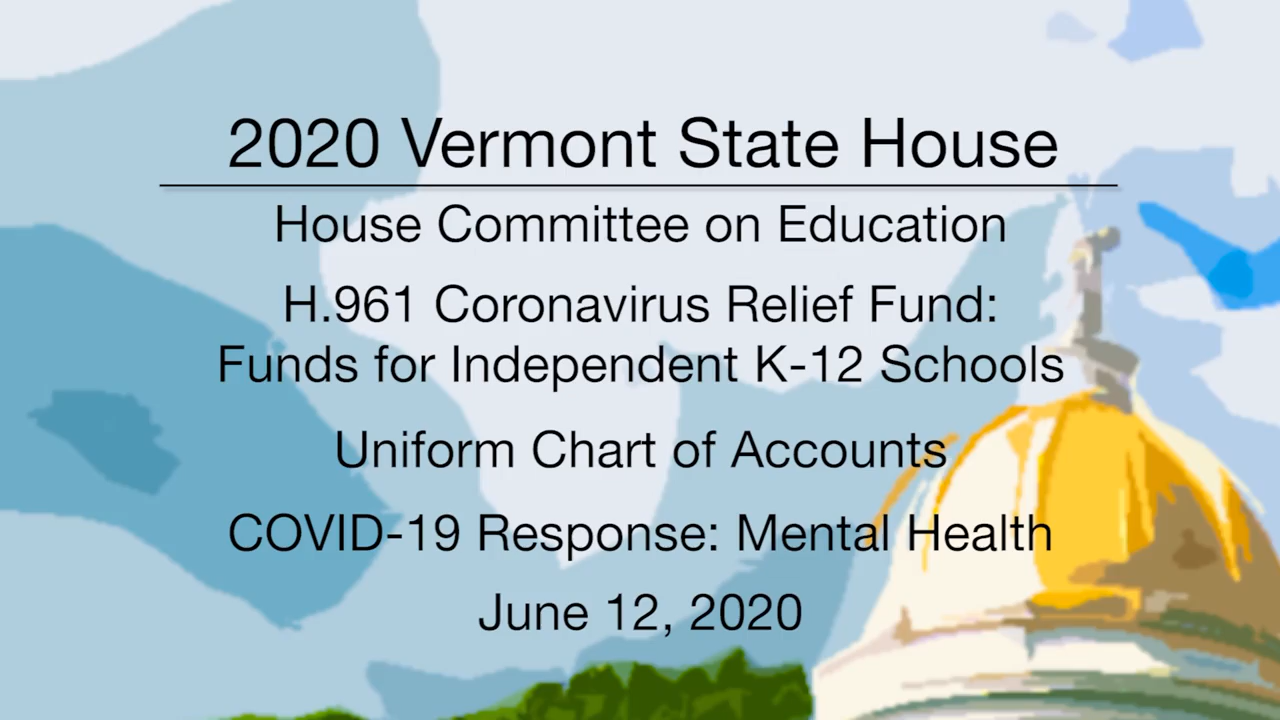 2020 Vermont State House
House Committee on Education
H.961 Coronavirus Relief Fund:
Funds for Independent K-12 Schools
Uniform Chart of Accounts
COVID-19 Response: Mental Health
June 12, 2020